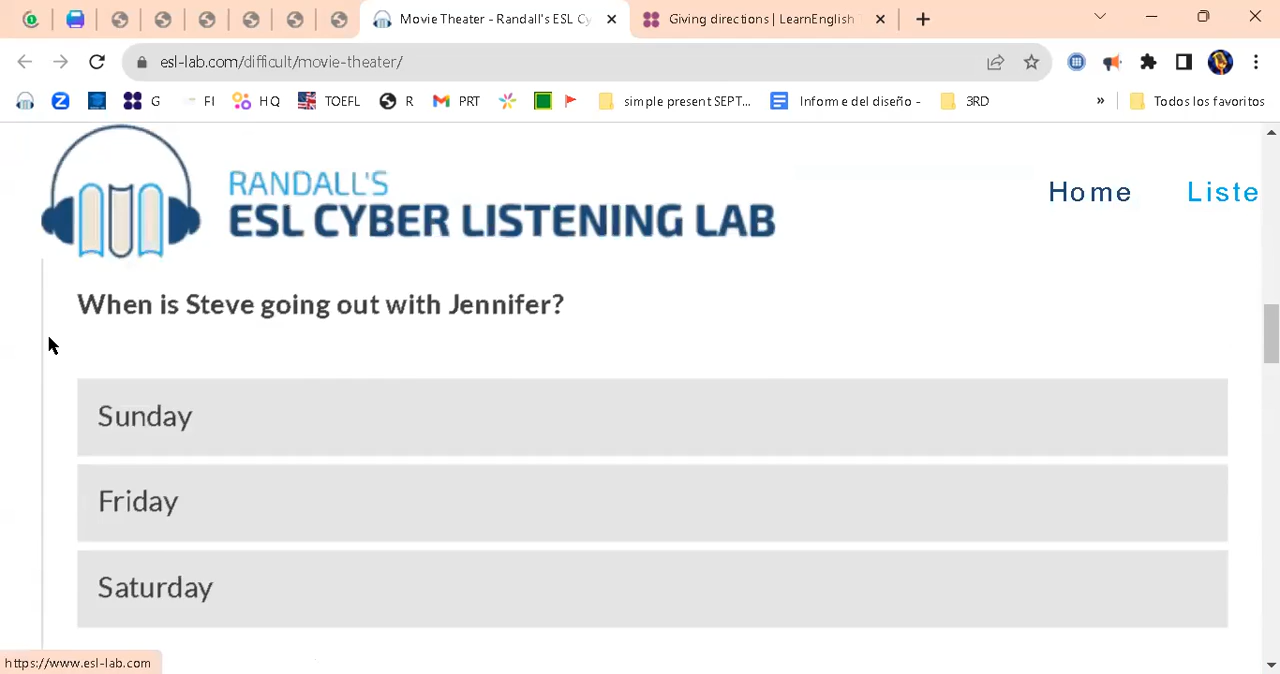 Movie Theater - Randall's ESL Cy
Giving directions | LearnEnglish T
esl-lab.com/difficult/movie-theater/
G FI HQ TOEFL R PRT simple present SEPT... Informe del diseño - 3RD » Todos los favoritos
RANDALL'S
ESL CYBER LISTENING LAB
Home Liste
When is Steve going out with Jennifer?
Sunday
Friday
Saturday
https://www.esl-lab.com